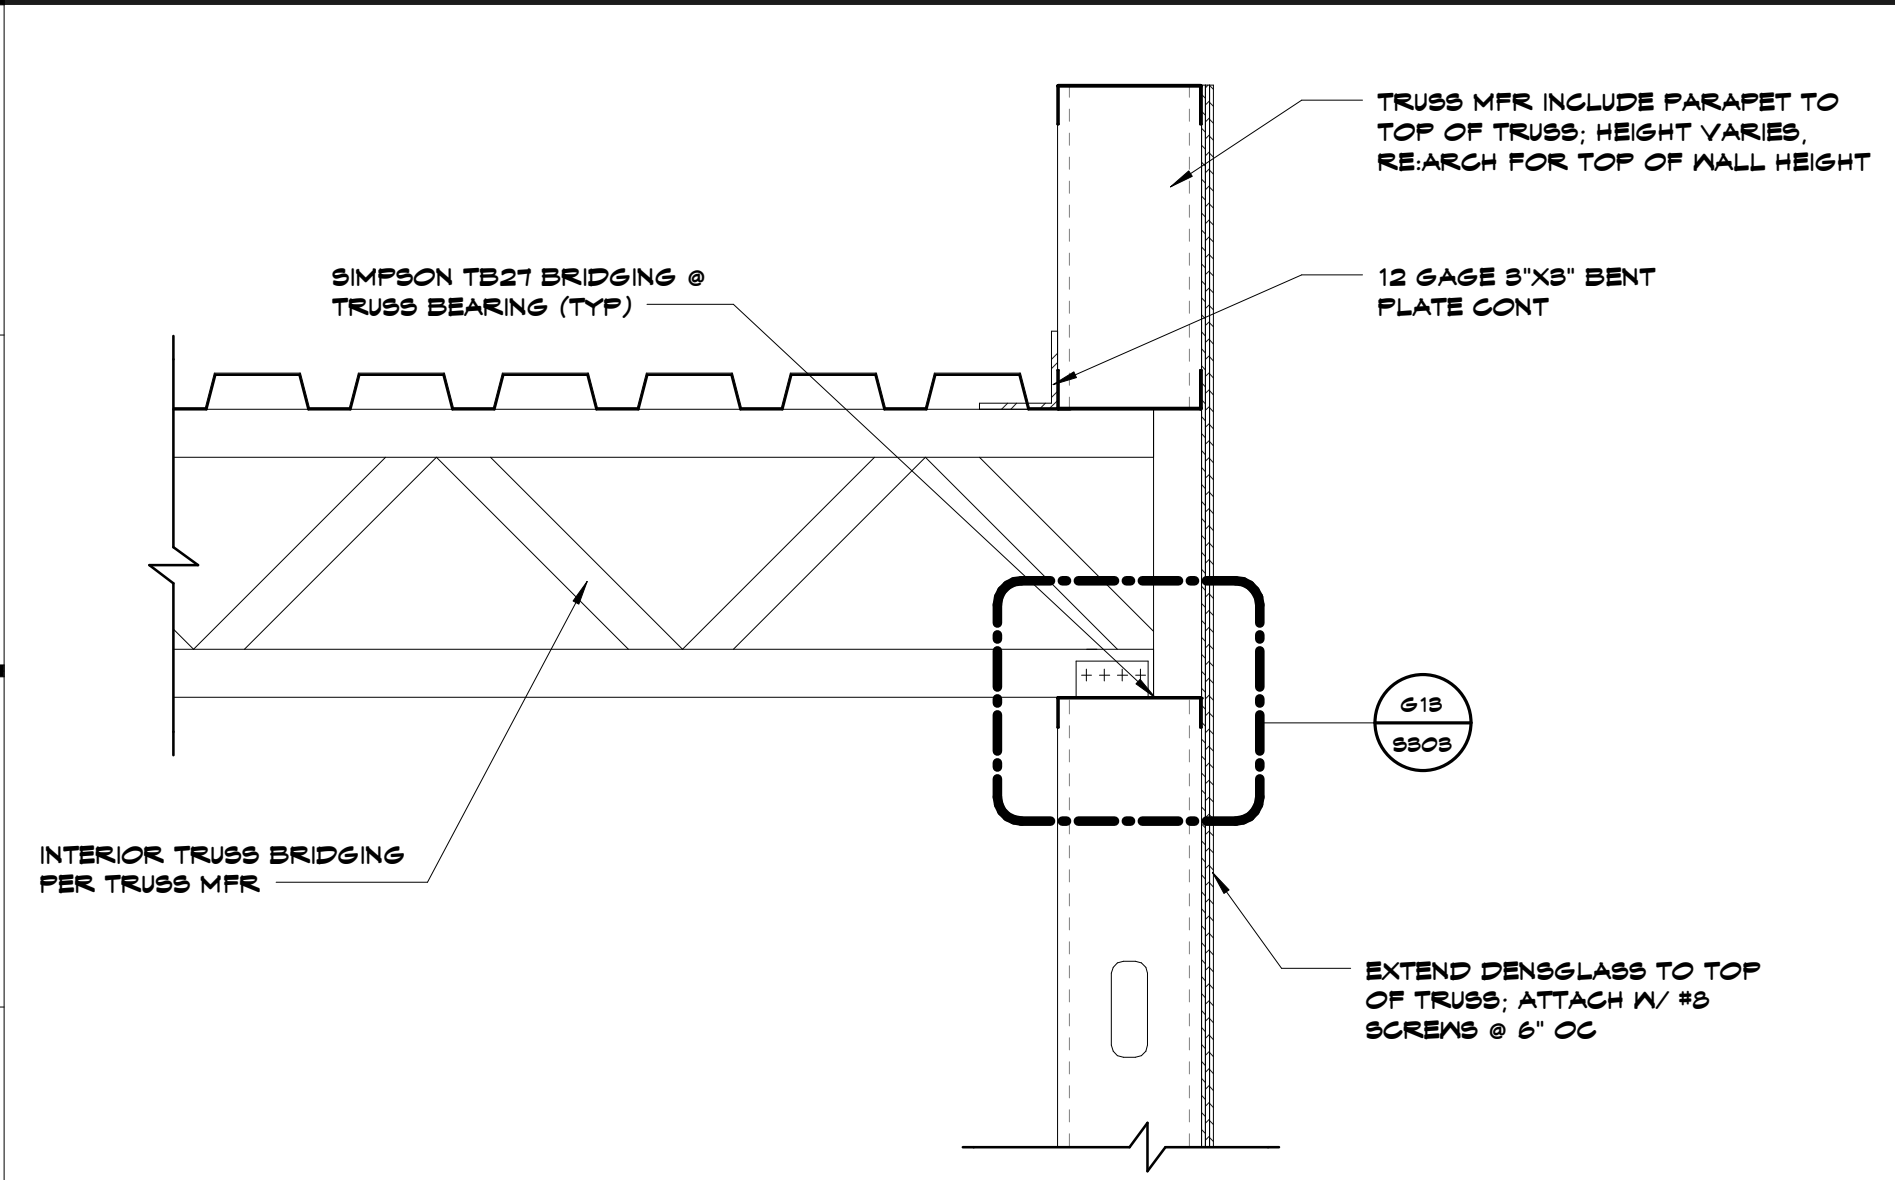 TRUSS MFR INCLUDE PARAPET TO
TOP OF TRUSS; HEIGHT VARIES,
RE:ARCH FOR TOP OF WALL HEIGHT
SIMPSON TB27 BRIDGING @
TRUSS BEARING (TYP)
12 GAGE 3"X3" BENT
PLATE CONT
G13
S303
INTERIOR TRUSS BRIDGING
PER TRUSS MFR
EXTEND DENSGLASS TO TOP
OF TRUSS; ATTACH W/ #8
SCREWS @ 6" OC